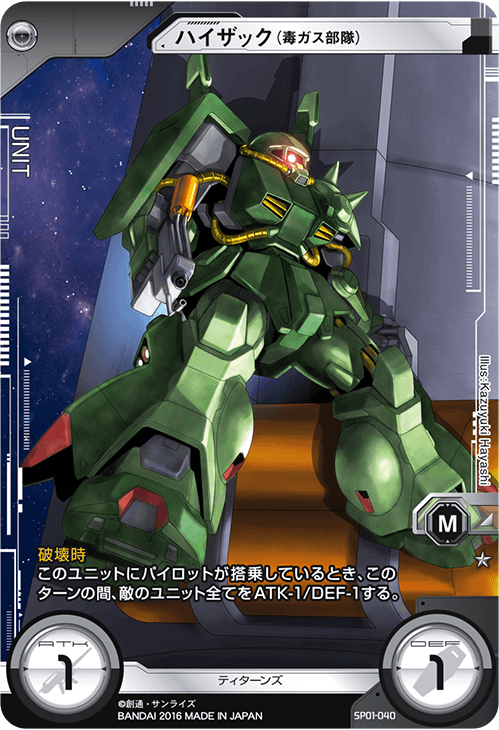 ハイザック(毒ガス部隊)
UNIT
Illus:Kazuyuki Hayashi
M
破壊時
このユニットにパイロットが搭乗しているとき、この
ターンの間、敵のユニット全てをATK-1/DEF-1する。
ATK
1
DEF
1
ティターンズ
©創通・サンライズ
BANDAI 2016 MADE IN JAPAN
SP01-040